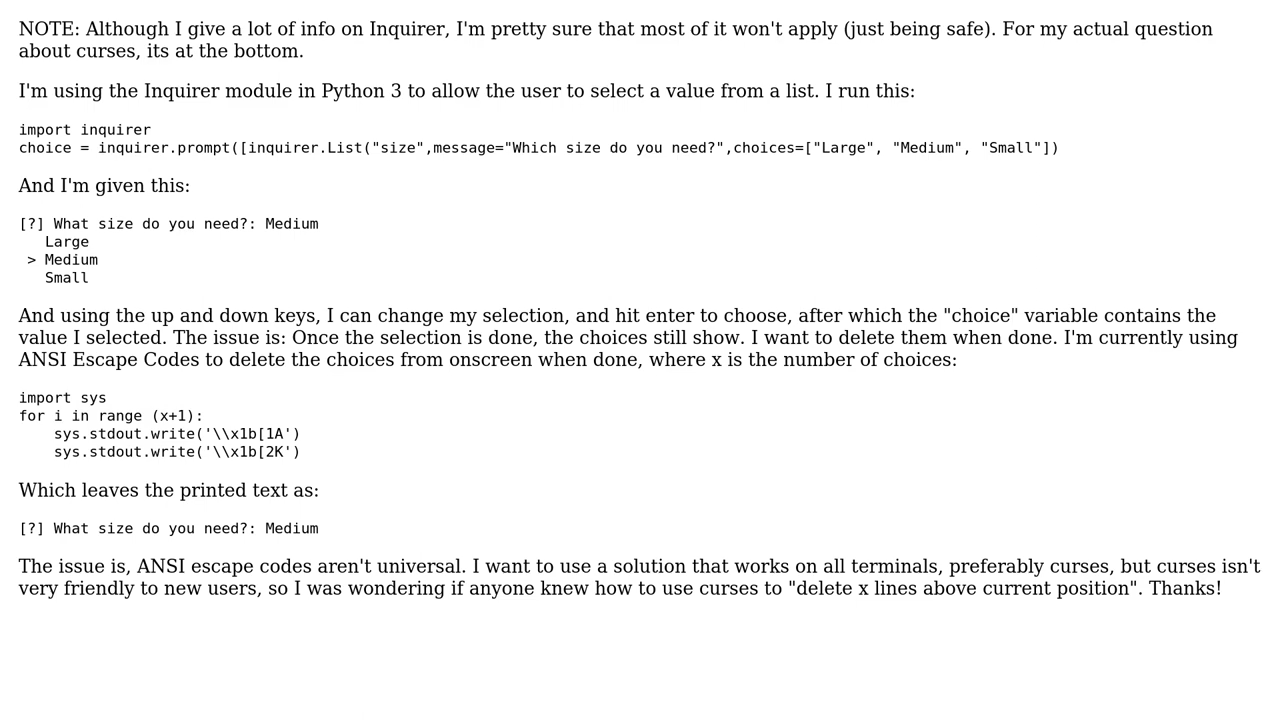 NOTE: Although I give a lot of info on Inquirer, I'm pretty sure that most of it won't apply (just being safe). For my actual question
about curses, its at the bottom.
I'm using the Inquirer module in Python 3 to allow the user to select a value from a list. I run this:
import inquirer
choice = inquirer.prompt([inquirer.List("size",message="Which size do you need?",choices=["Large", "Medium", "Small"])
And I'm given this:
[?] What size do you need?: Medium
   Large
 > Medium
   Small
And using the up and down keys, I can change my selection, and hit enter to choose, after which the "choice" variable contains the
value I selected. The issue is: Once the selection is done, the choices still show. I want to delete them when done. I'm currently using
ANSI Escape Codes to delete the choices from onscreen when done, where x is the number of choices:
import sys
for i in range (x+1):
    sys.stdout.write('\\x1b[1A')
    sys.stdout.write('\\x1b[2K')
Which leaves the printed text as:
[?] What size do you need?: Medium
The issue is, ANSI escape codes aren't universal. I want to use a solution that works on all terminals, preferably curses, but curses isn't
very friendly to new users, so I was wondering if anyone knew how to use curses to "delete x lines above current position". Thanks!